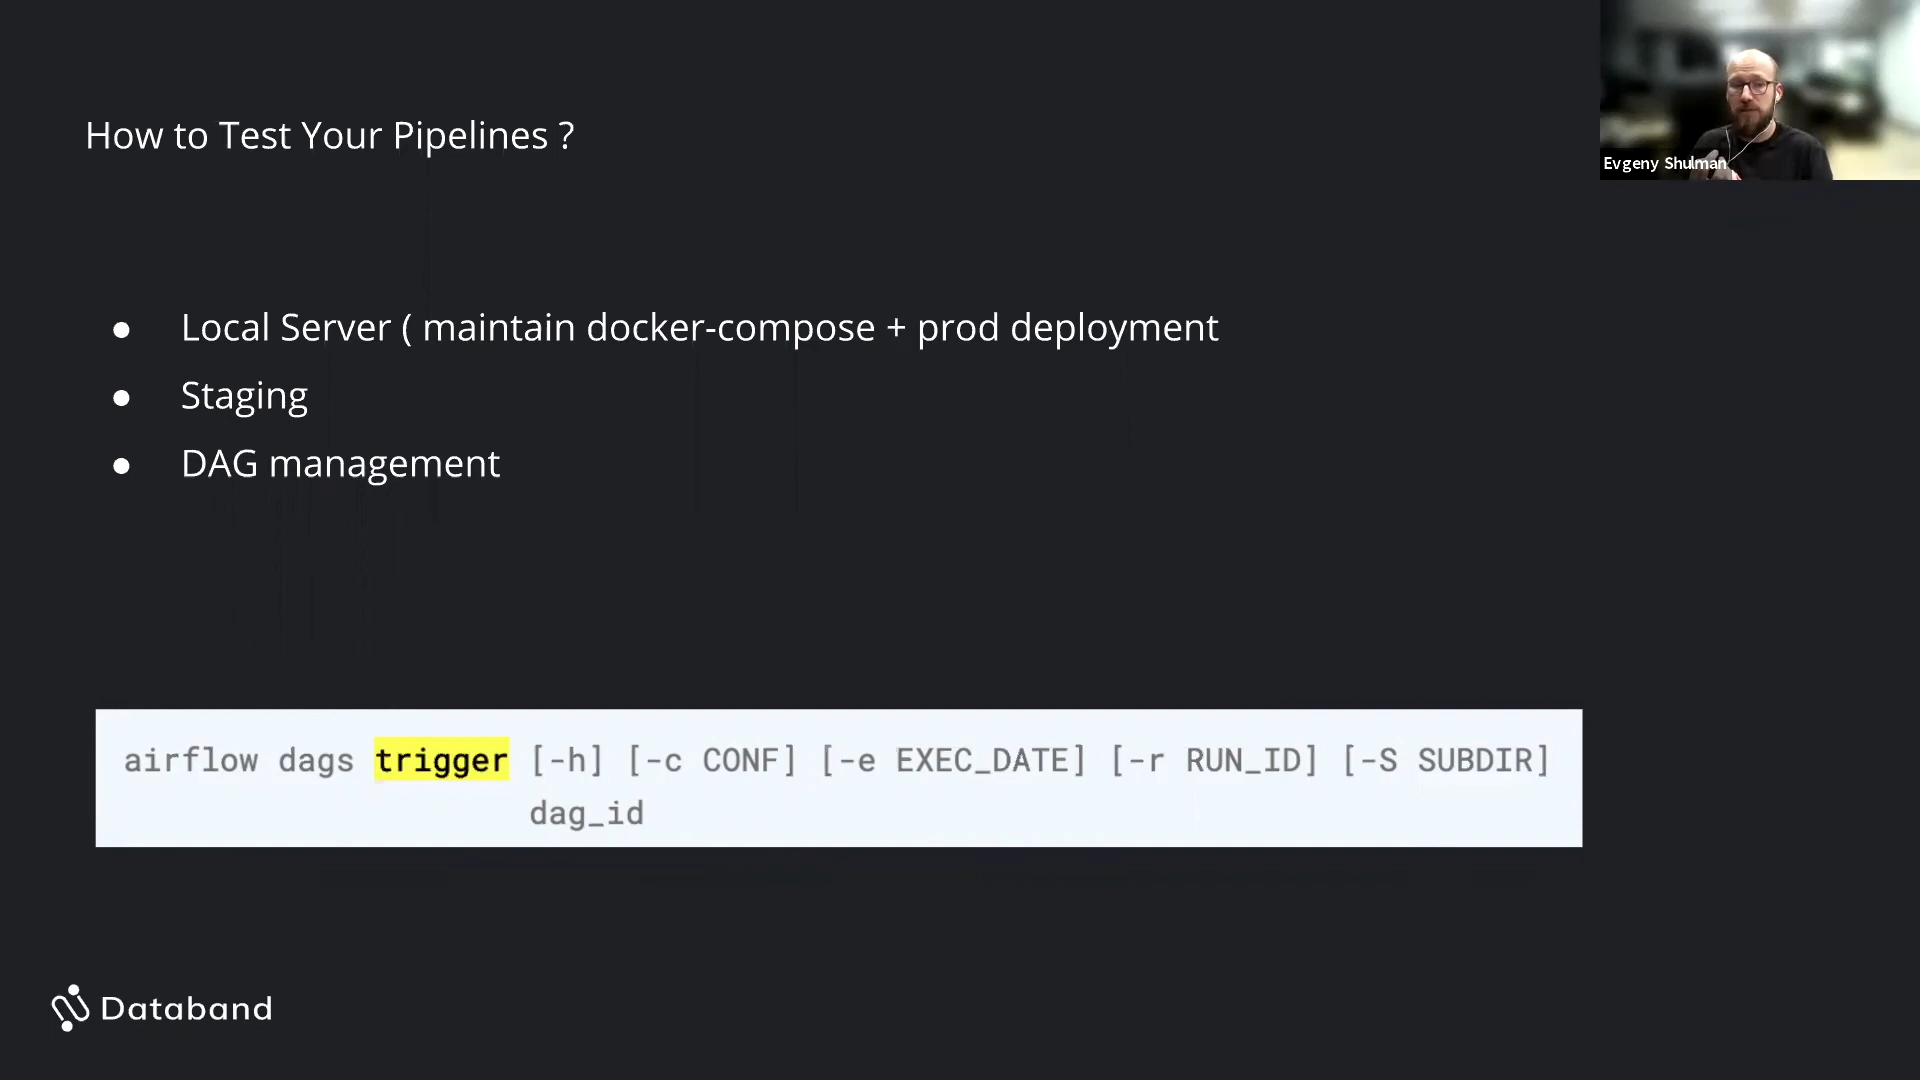 How to Test Your Pipelines ?
Evgeny Shulman
● Local Server ( maintain docker-compose + prod deployment
● Staging
● DAG management
airflow dags trigger [-h] [-c CONF] [-e EXEC_DATE] [-r RUN_ID] [-S SUBDIR]
dag_id
Databand